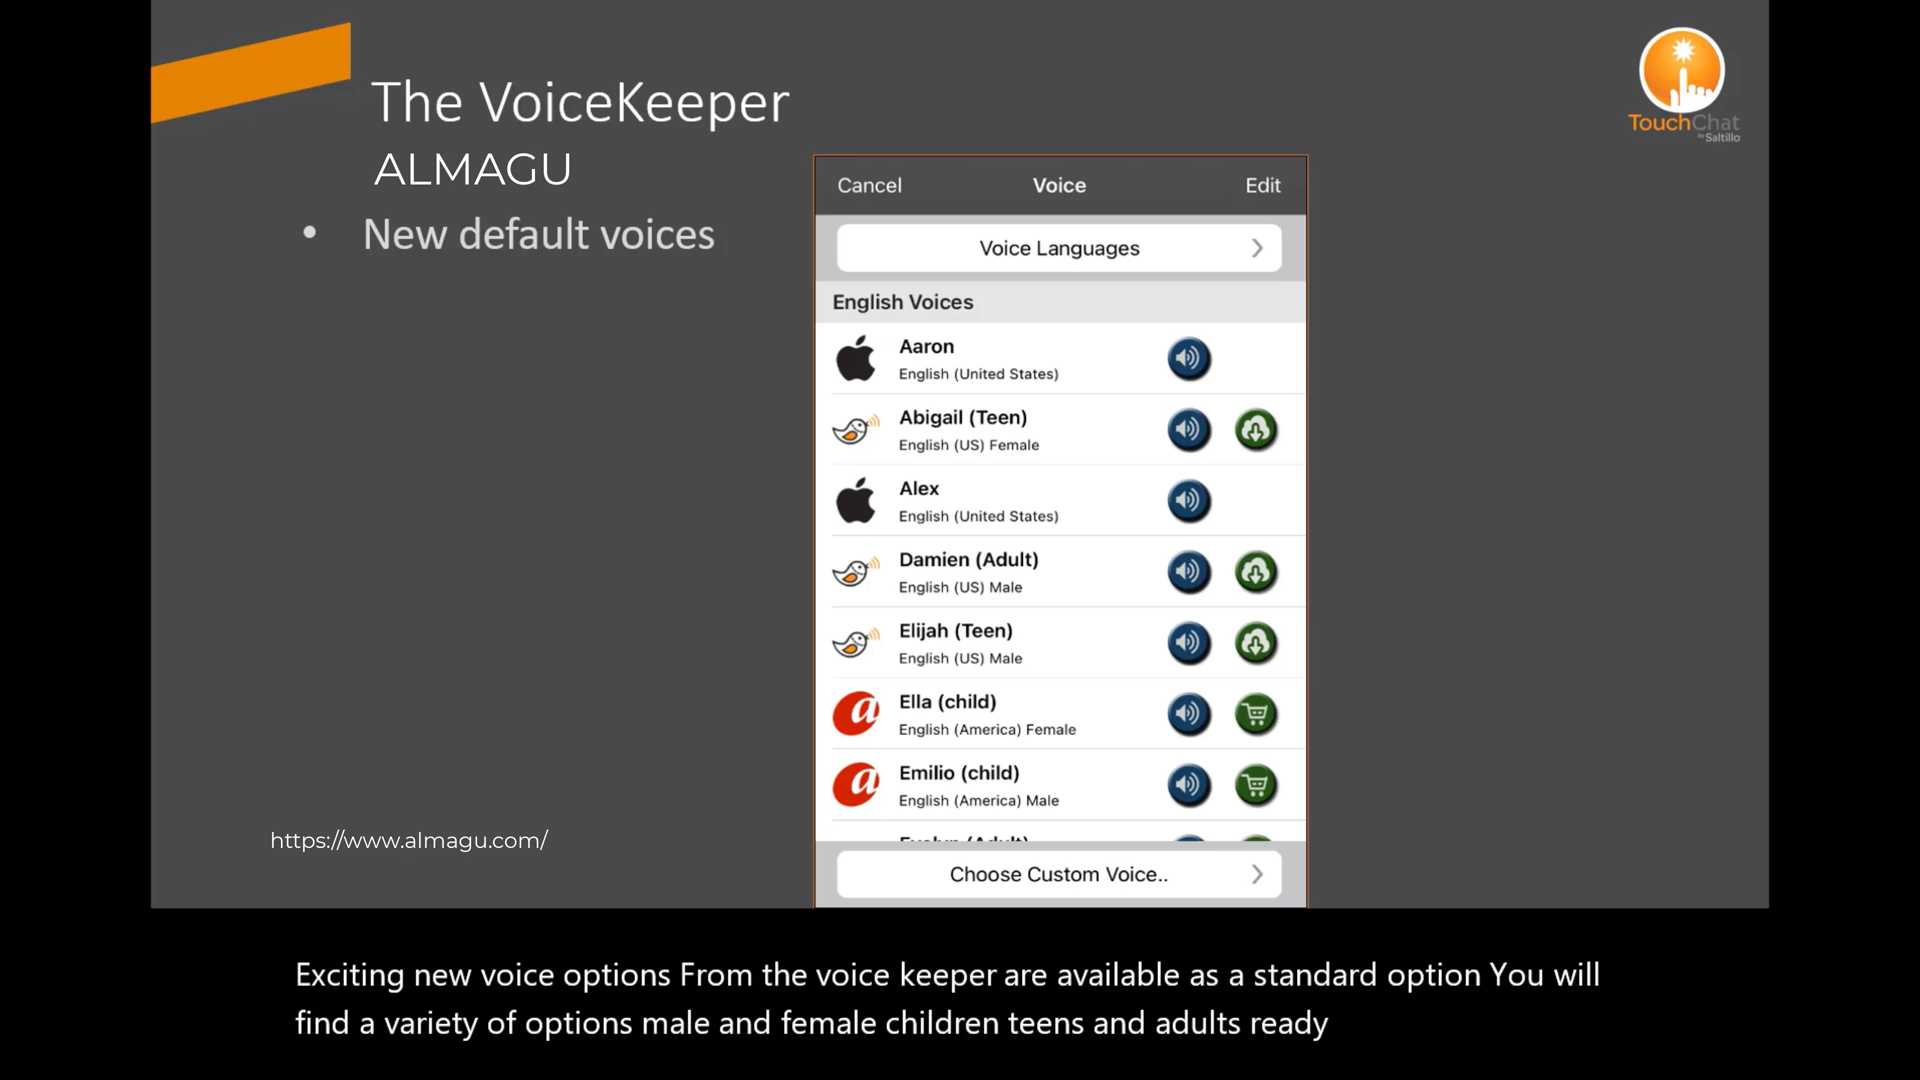 The VoiceKeeper
ALMAGU
• New default voices
https://www.almagu.com/
TouchChat
by Saltillo
Cancel Voice Edit
Voice Languages
English Voices
Aaron
English (United States)
Abigail (Teen)
English (US) Female
Alex
English (United States)
Damien (Adult)
English (US) Male
Elijah (Teen)
English (US) Male
Ella (child)
English (America) Female
Emilio (child)
English (America) Male
Choose Custom Voice..
Exciting new voice options From the voice keeper are available as a standard option You will
find a variety of options male and female children teens and adults ready